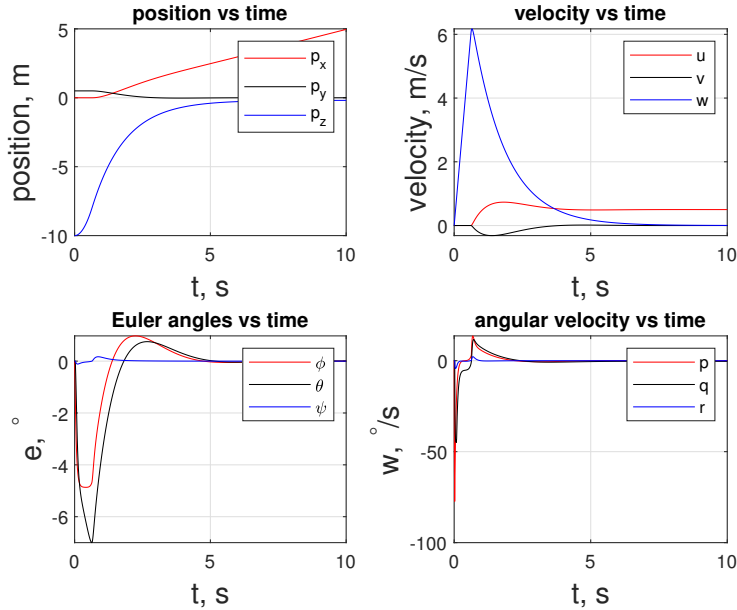 position vs time
position, m
5
0
-5
-10
0
5
10
t, s
p_x
p_y
p_z
velocity vs time
velocity, m/s
6
4
2
0
0
5
10
t, s
u
v
w
Euler angles vs time
e, °
0
-2
-4
-6
0
5
10
t, s
ϕ
θ
ψ
angular velocity vs time
w, °/s
0
-50
-100
0
5
10
t, s
p
q
r